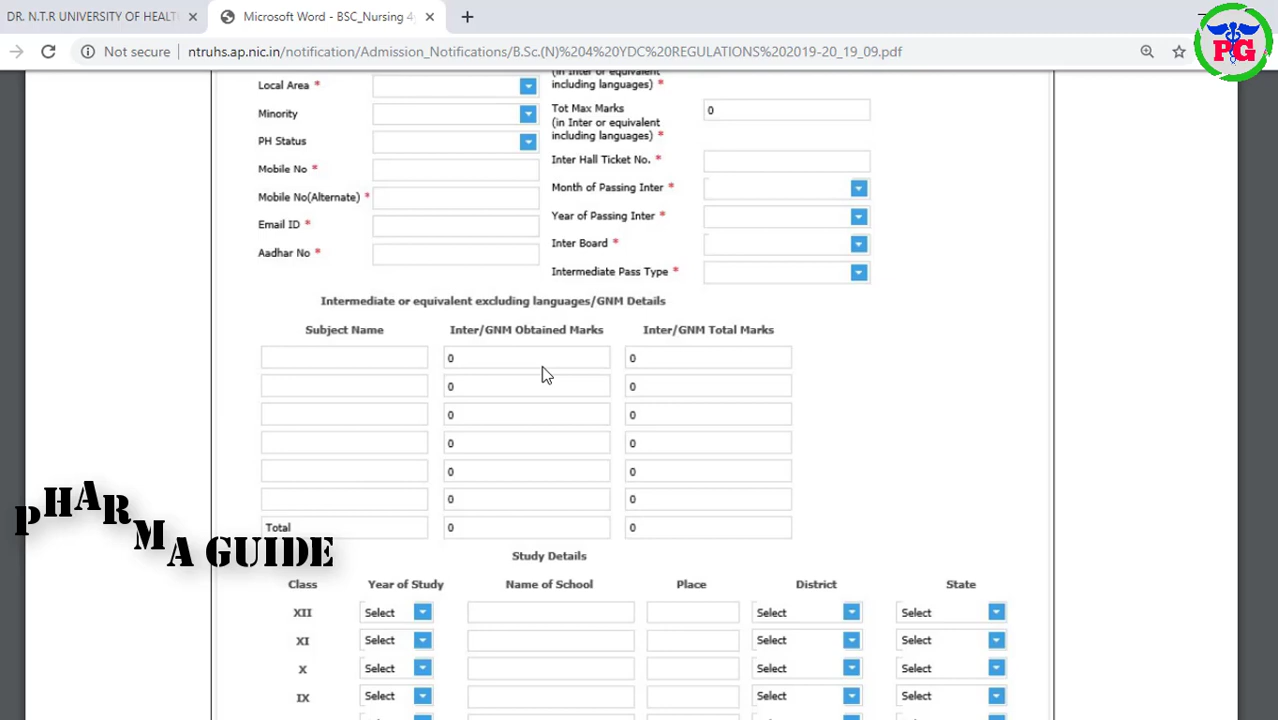 DR. N.T.R UNIVERSITY OF HEALT
Microsoft Word - BSC_Nursing 4
Not secure ntruhs.ap.nic.in/notification/Admission_Notifications/B.Sc.(N)%204%20YDC%20REGULATIONS%202019-20_19_09.pdf
PG
Local Area *
(in Inter or equivalent
including languages) *
Minority
Tot Max Marks
(in Inter or equivalent
including languages) *
0
PH Status
Mobile No *
Inter Hall Ticket No. *
Mobile No(Alternate) *
Month of Passing Inter *
Email ID *
Year of Passing Inter *
Aadhar No *
Inter Board *
Intermediate Pass Type *
Intermediate or equivalent excluding languages/GNM Details
Subject Name Inter/GNM Obtained Marks Inter/GNM Total Marks
0 0
0 0
0 0
0 0
0 0
0 0
Total 0 0
PHARMA GUIDE
Study Details
Class Year of Study Name of School Place District State
XII Select Select Select
XI Select Select Select
X Select Select Select
IX Select Select Select